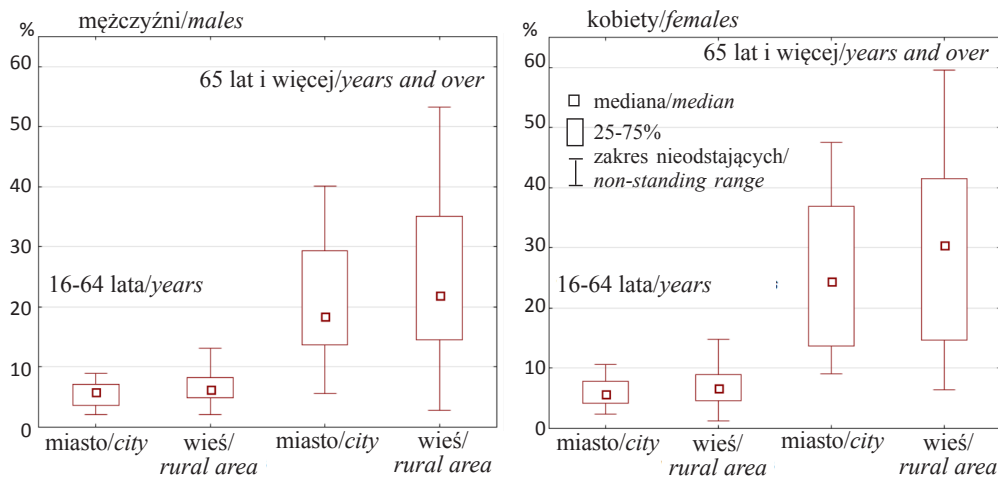 mężczyźni/males
%
60
50
40
30
20
10
0
65 lat i więcej/years and over
16-64 lata/years
miasto/city
wieś/
rural area
miasto/city
wieś/
rural area
kobiety/females
%
60
50
40
30
20
10
0
65 lat i więcej/years and over
mediana/median
25-75%
zakres nieodstających/
non-standing range
16-64 lata/years
miasto/city
wieś/
rural area
miasto/city
wieś/
rural area